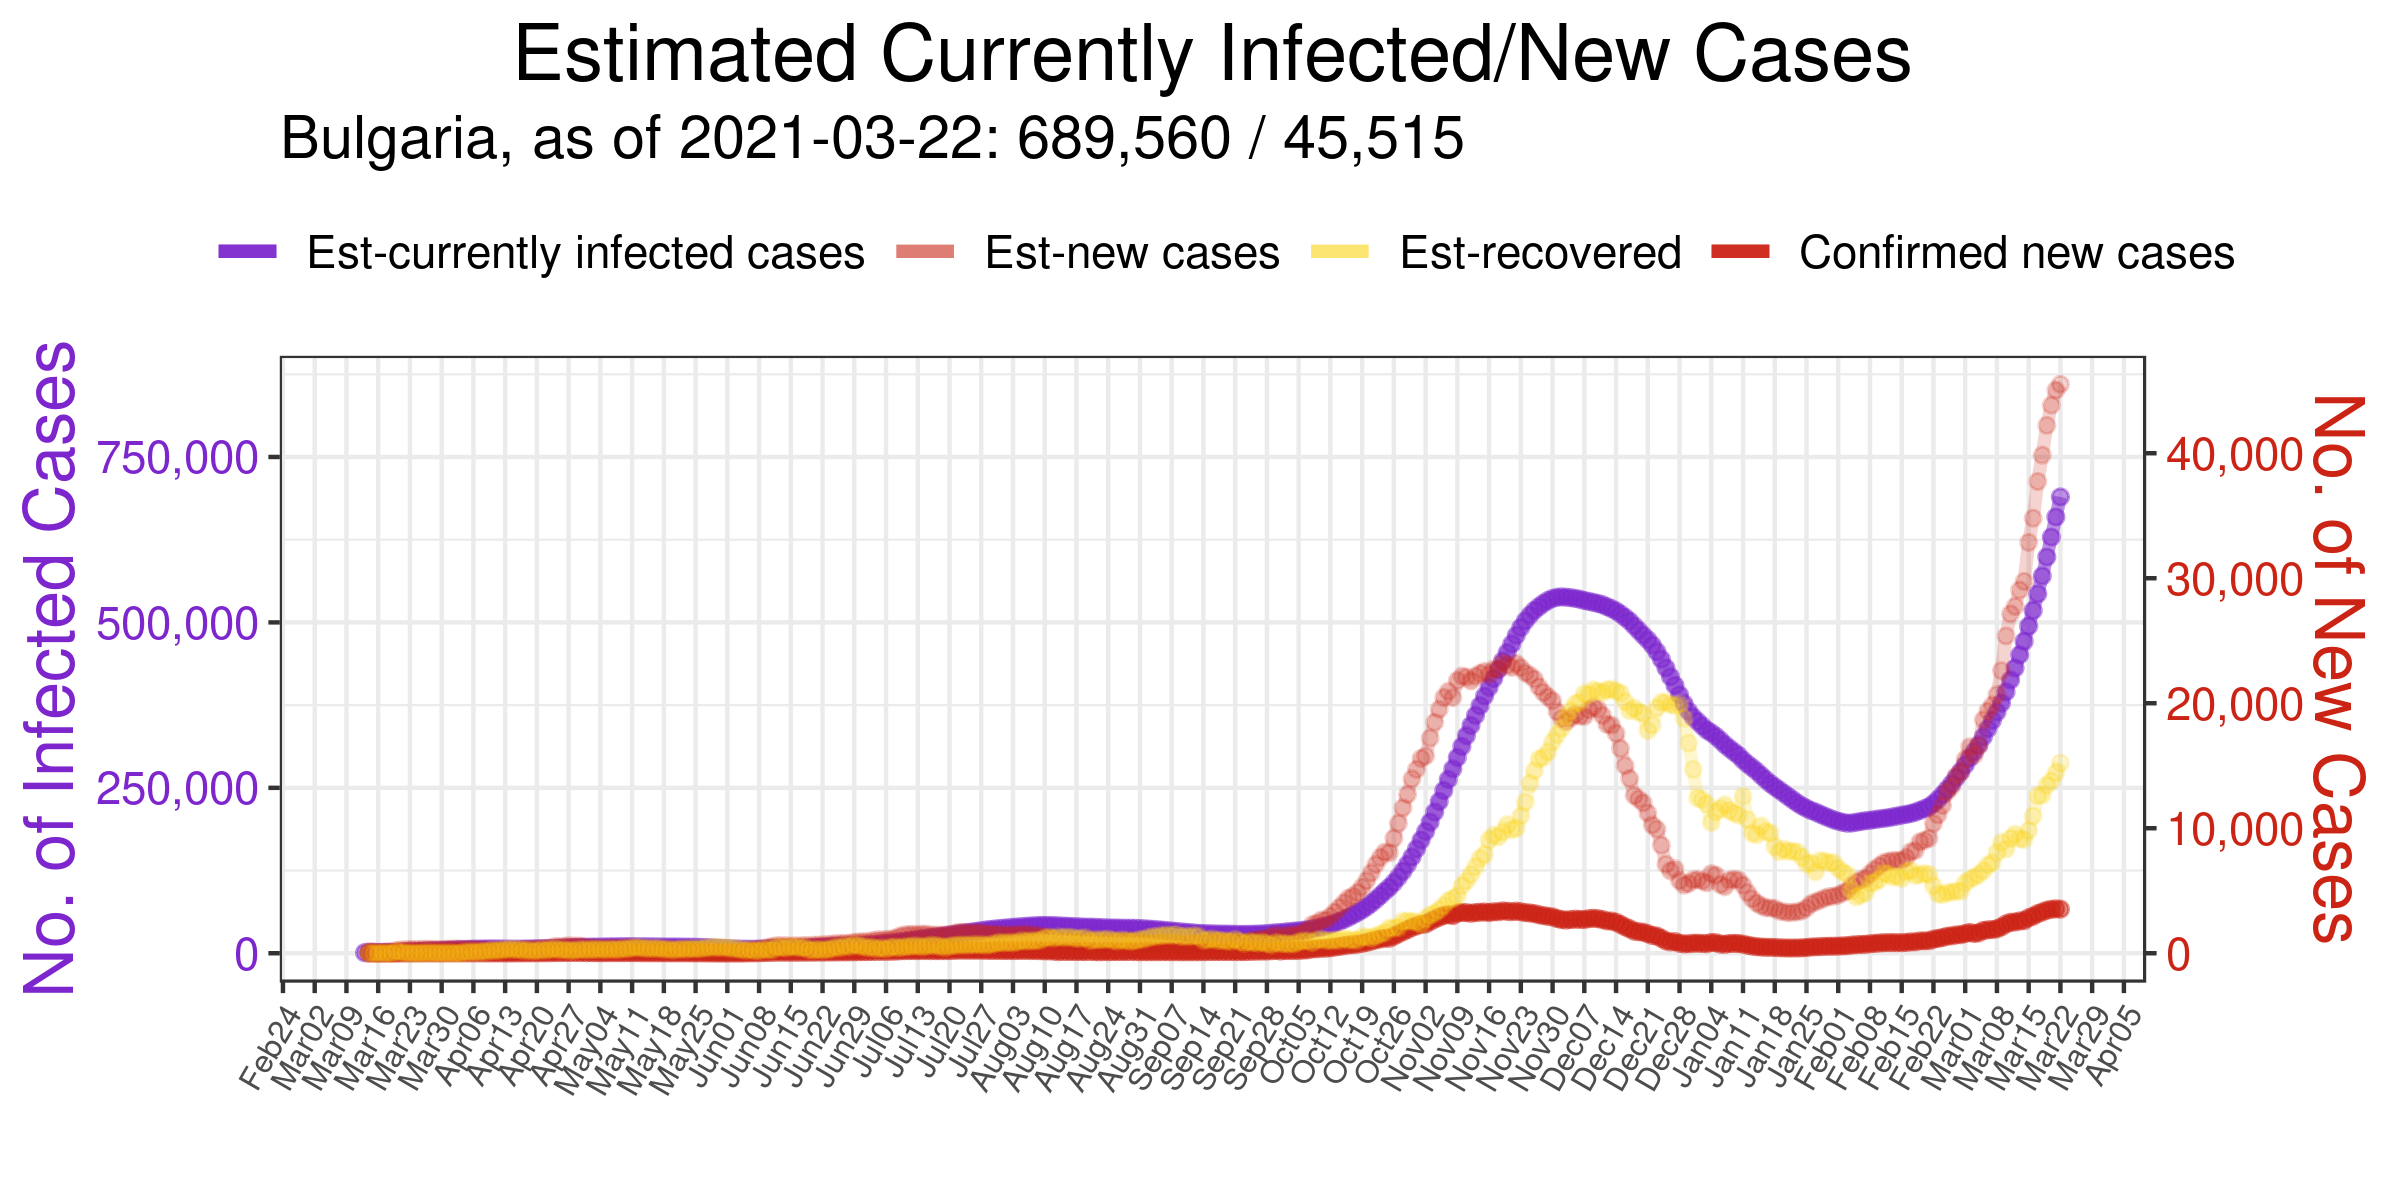 Estimated Currently Infected/New Cases
Bulgaria, as of 2021-03-22: 689,560 / 45,515
Est-currently infected cases Est-new cases Est-recovered Confirmed new cases
No. of Infected Cases
750,000
500,000
250,000
0
40,000
30,000
20,000
10,000
0
No. of New Cases
Feb24 Mar02 Mar09 Mar16 Mar23 Mar30 Apr06 Apr13 Apr20 Apr27 May04 May11 May18 May25 Jun01 Jun08 Jun15 Jun22 Jun29 Jul06 Jul13 Jul20 Jul27 Aug03 Aug10 Aug17 Aug24 Aug31 Sep07 Sep14 Sep21 Sep28 Oct05 Oct12 Oct19 Oct26 Nov02 Nov09 Nov16 Nov23 Nov30 Dec07 Dec14 Dec21 Dec28 Jan04 Jan11 Jan18 Jan25 Feb01 Feb08 Feb15 Feb22 Mar01 Mar08 Mar15 Mar22 Mar29 Apr05